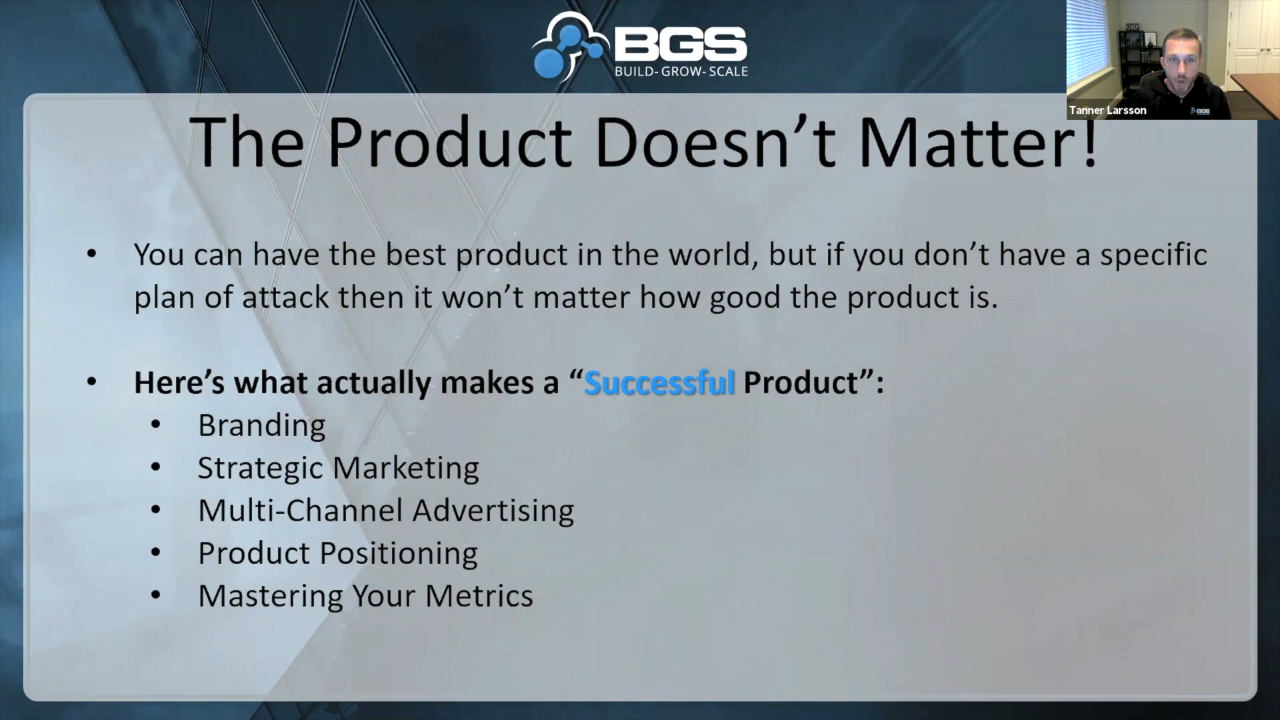 BGS
BUILD-GROW-SCALE
Tanner Larsson
BGS
The Product Doesn’t Matter!
• You can have the best product in the world, but if you don’t have a specific
plan of attack then it won’t matter how good the product is.
• Here’s what actually makes a “Successful Product”:
• Branding
• Strategic Marketing
• Multi-Channel Advertising
• Product Positioning
• Mastering Your Metrics